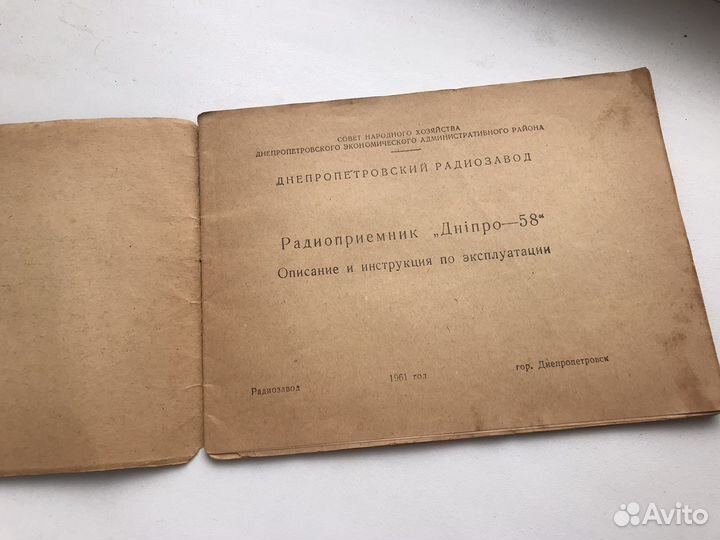 СОВЕТ НАРОДНОГО ХОЗЯЙСТВА
ДНЕПРОПЕТРОВСКОГО ЭКОНОМИЧЕСКОГО АДМИНИСТРАТИВНОГО РАЙОНА
ДНЕПРОПЕТРОВСКИЙ РАДИОЗАВОД
Радиоприемник „Дніпро—58“
Описание и инструкция по эксплуатации
Радиозавод 1961 год гор. Днепропетровск
Avito